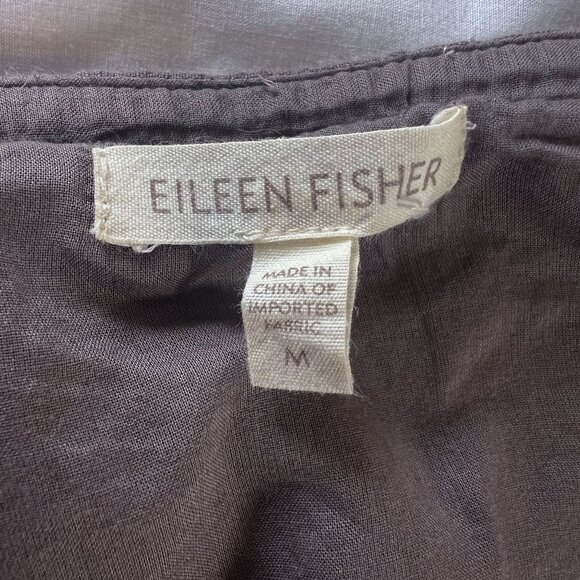 EILEEN FISHER
MADE IN
CHINA OF
IMPORTED
FABRIC
M